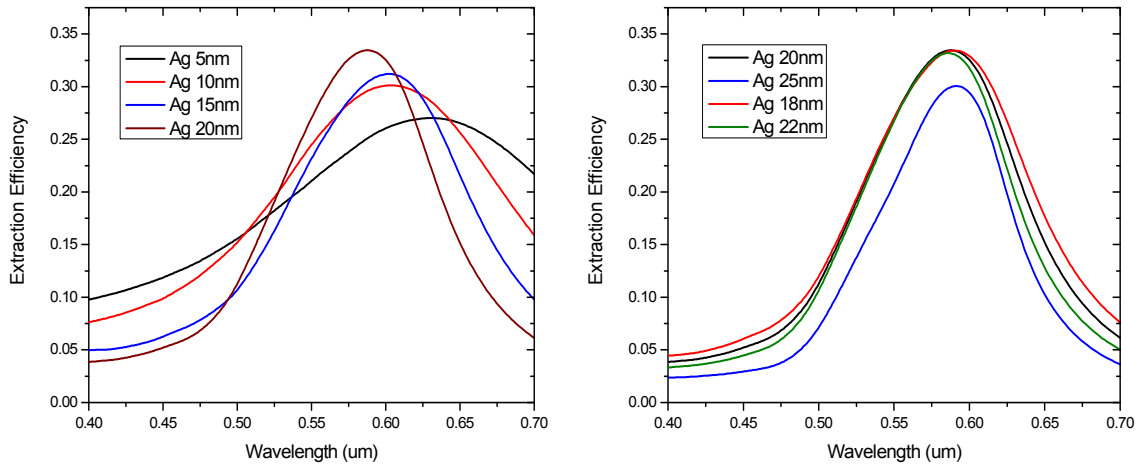 0.35
0.30
0.25
0.20
0.15
0.10
0.05
0.00
Extraction Efficiency
Ag 5nm
Ag 10nm
Ag 15nm
Ag 20nm
0.40 0.45 0.50 0.55 0.60 0.65 0.70
Wavelength (um)
0.35
0.30
0.25
0.20
0.15
0.10
0.05
0.00
Extraction Efficiency
Ag 20nm
Ag 25nm
Ag 18nm
Ag 22nm
0.40 0.45 0.50 0.55 0.60 0.65 0.70
Wavelength (um)